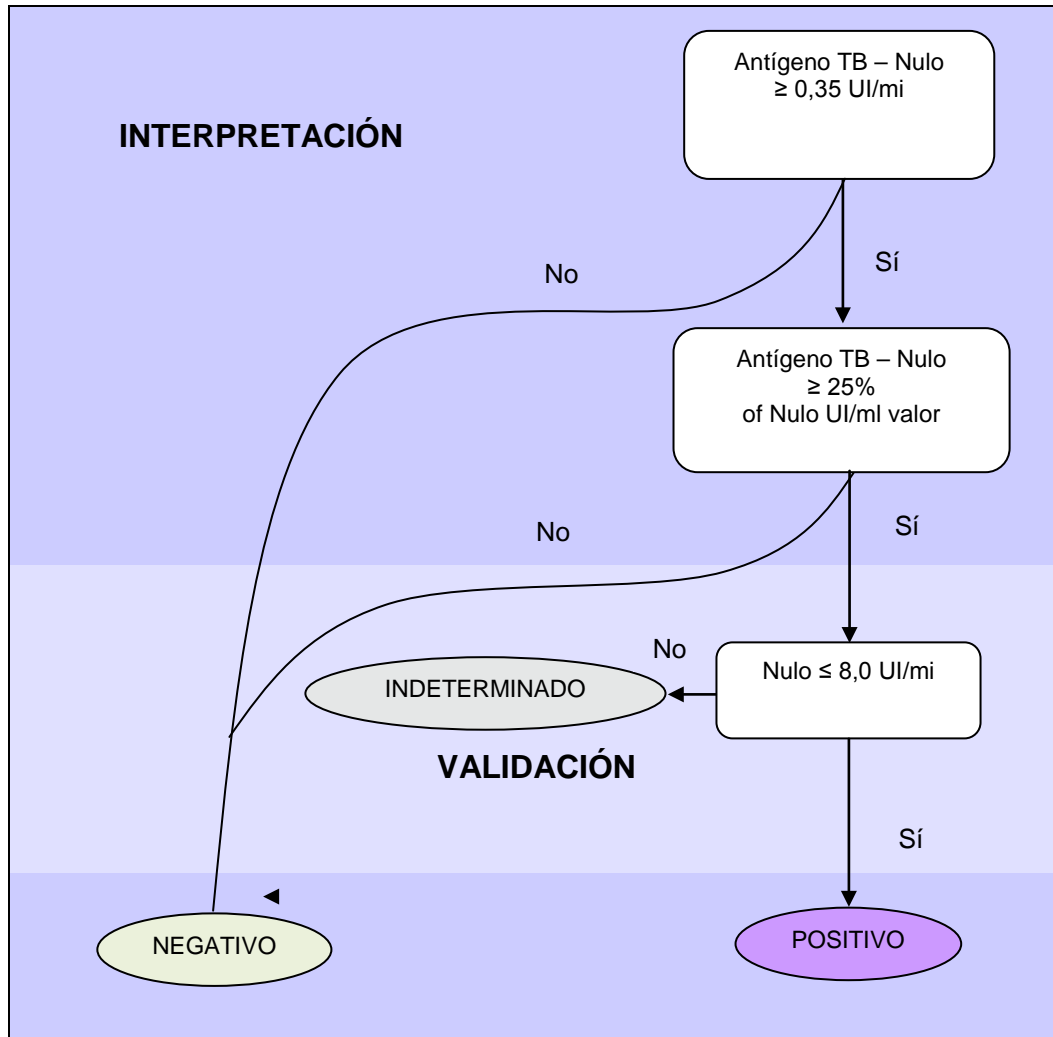 Antígeno TB – Nulo
≥ 0,35 UI/mi
INTERPRETACIÓN
No
Sí
Antígeno TB – Nulo
≥ 25%
of Nulo UI/ml valor
No
Sí
No
Nulo ≤ 8,0 UI/mi
INDETERMINADO
VALIDACIÓN
Sí
NEGATIVO
POSITIVO